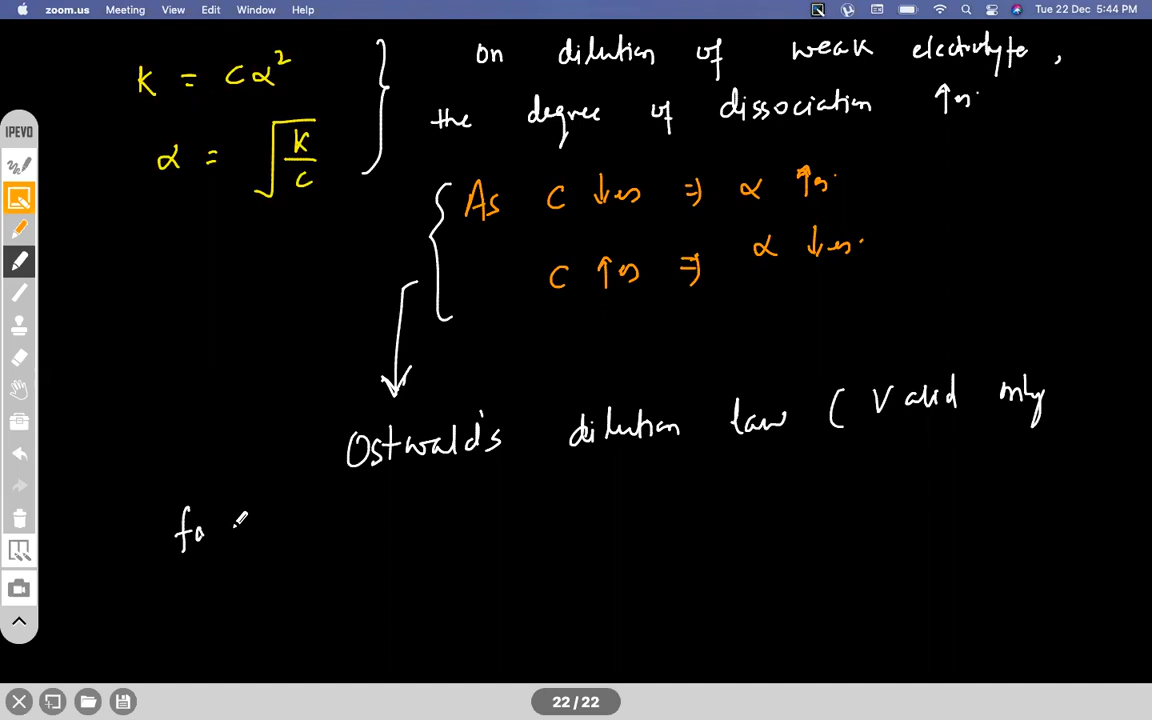 zoom.us Meeting View Edit Window Help Tue 22 Dec 5:44 PM
IPEVO
K = Cα²
α = √(K/C)
on dilution of weak electrolyte,
the degree of dissociation ↑es.
As C ↓es ⇒ α ↑es.
C ↑es ⇒ α ↓es.
Ostwald's dilution law ( Valid only
fo
22 / 22